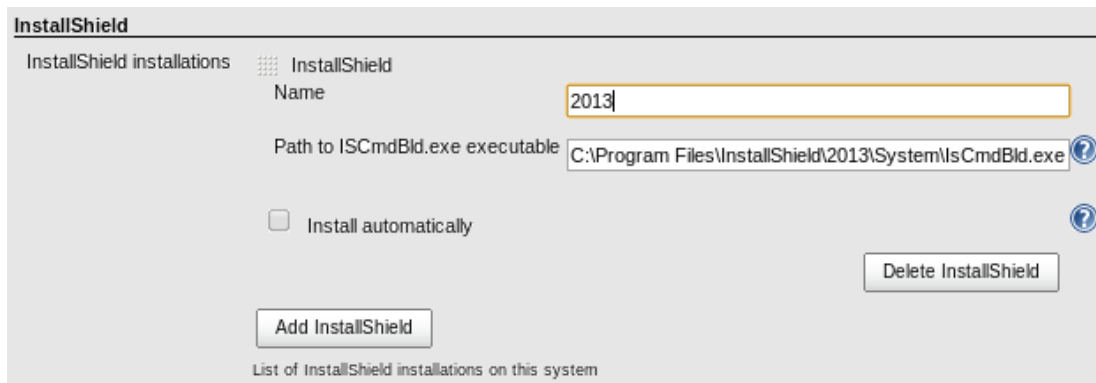 InstallShield
InstallShield installations
InstallShield
Name
2013
Path to ISCmdBld.exe executable
C:\Program Files\InstallShield\2013\System\IsCmdBld.exe
?
Install automatically
?
Delete InstallShield
Add InstallShield
List of InstallShield installations on this system